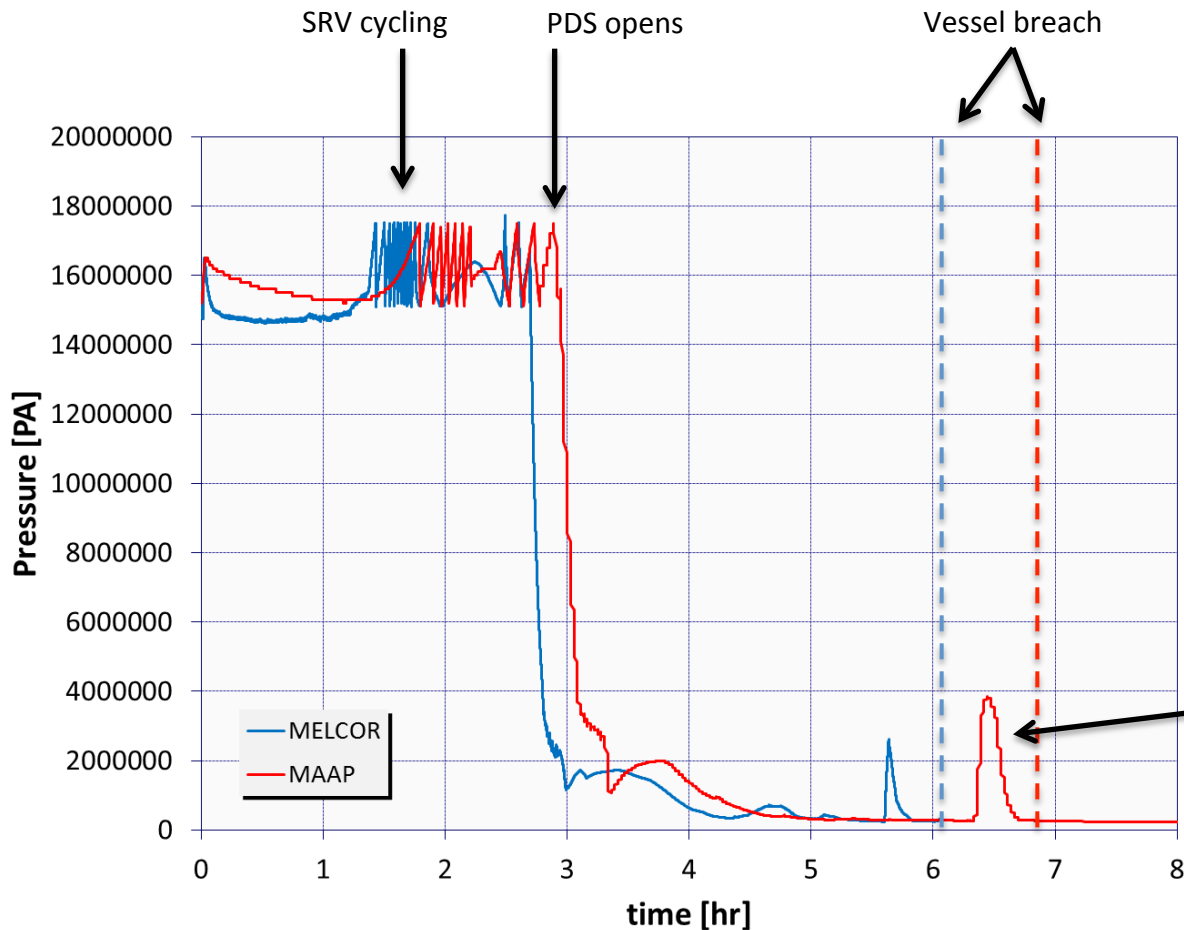 SRV cycling
PDS opens
Vessel breach
20000000
18000000
16000000
14000000
12000000
10000000
8000000
6000000
4000000
2000000
0
Pressure [PA]
MELCOR
MAAP
0 1 2 3 4 5 6 7 8
time [hr]